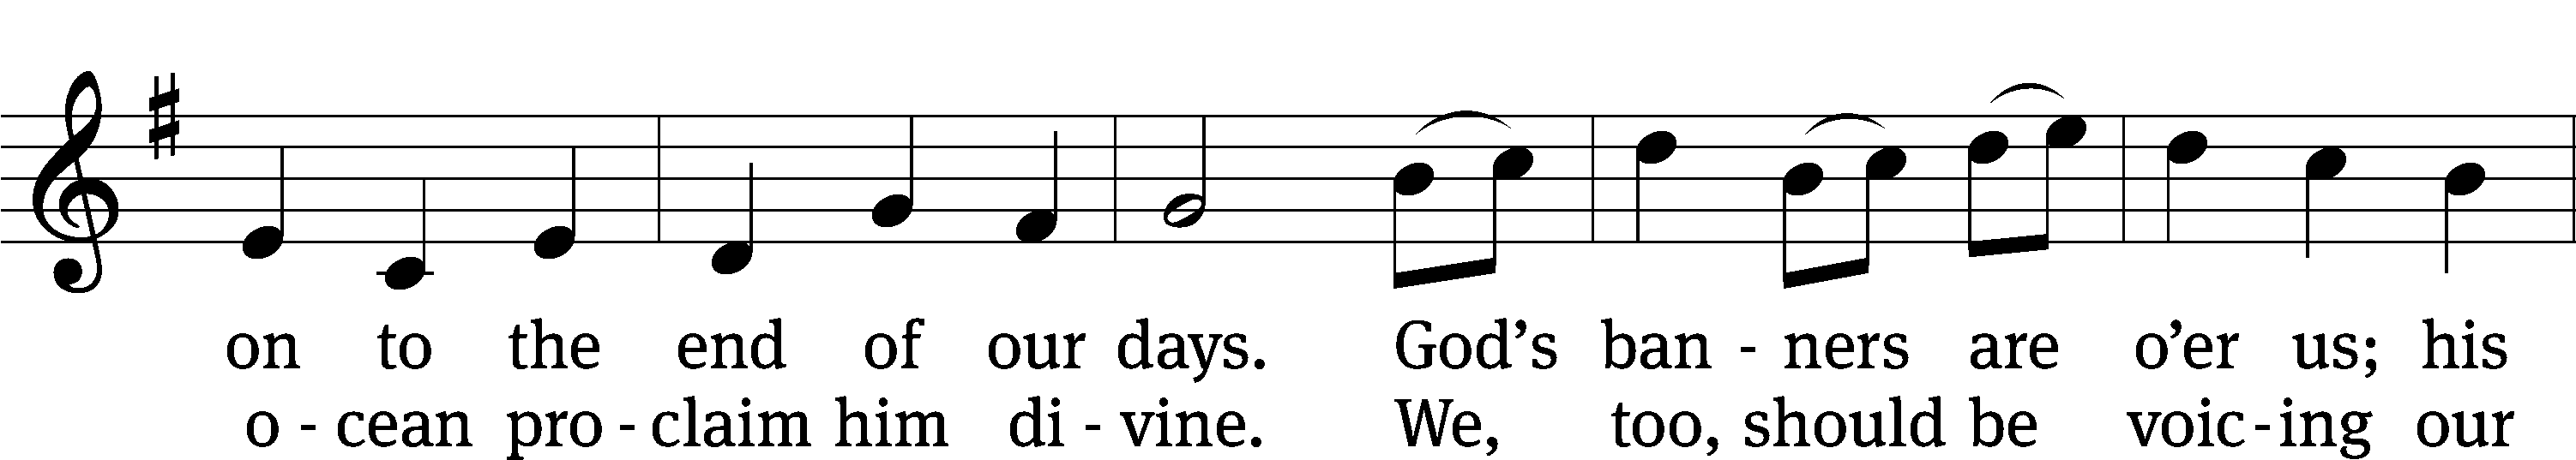 on to the end of our days. God’s ban - ners are o’er us; his
o - cean pro - claim him di - vine. We, too, should be voic - ing our